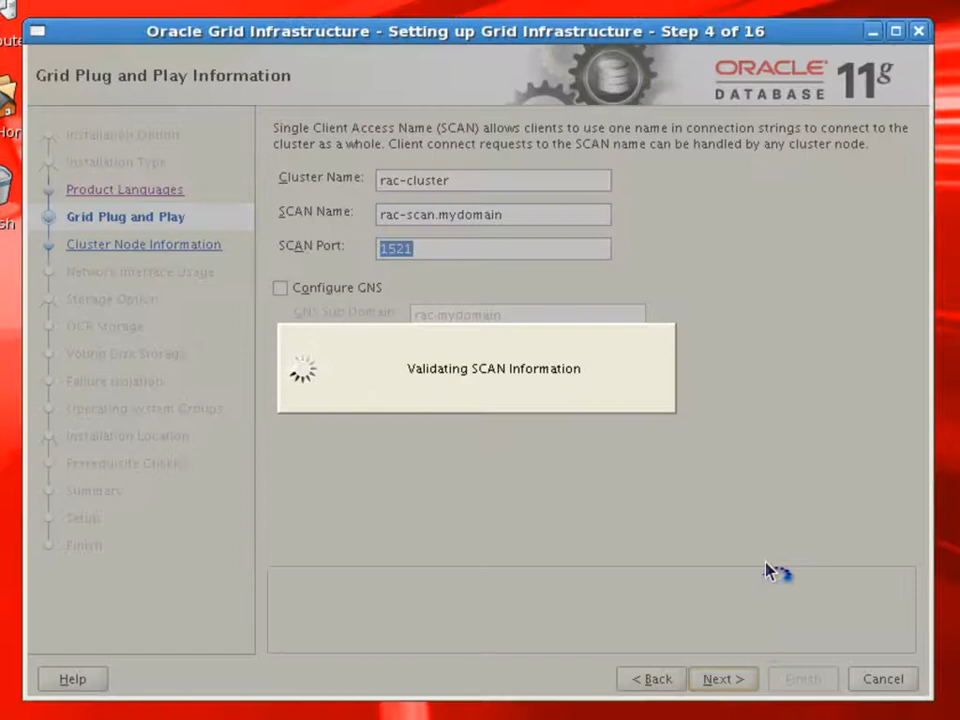 Oracle Grid Infrastructure - Setting up Grid Infrastructure - Step 4 of 16
Grid Plug and Play Information
ORACLE
DATABASE 11g
Installation Option
Installation Type
Product Languages
Grid Plug and Play
Cluster Node Information
Network Interface Usage
Storage Option
OCR Storage
Voting Disk Storage
Failure Isolation
Operating System Groups
Installation Location
Prerequisite Checks
Summary
Setup
Finish
Single Client Access Name (SCAN) allows clients to use one name in connection strings to connect to the
cluster as a whole. Client connect requests to the SCAN name can be handled by any cluster node.
Cluster Name: rac-cluster
SCAN Name: rac-scan.mydomain
SCAN Port: 1521
Configure GNS
GNS Sub Domain: rac-mydomain
Validating SCAN Information
Help
< Back
Next >
Finish
Cancel